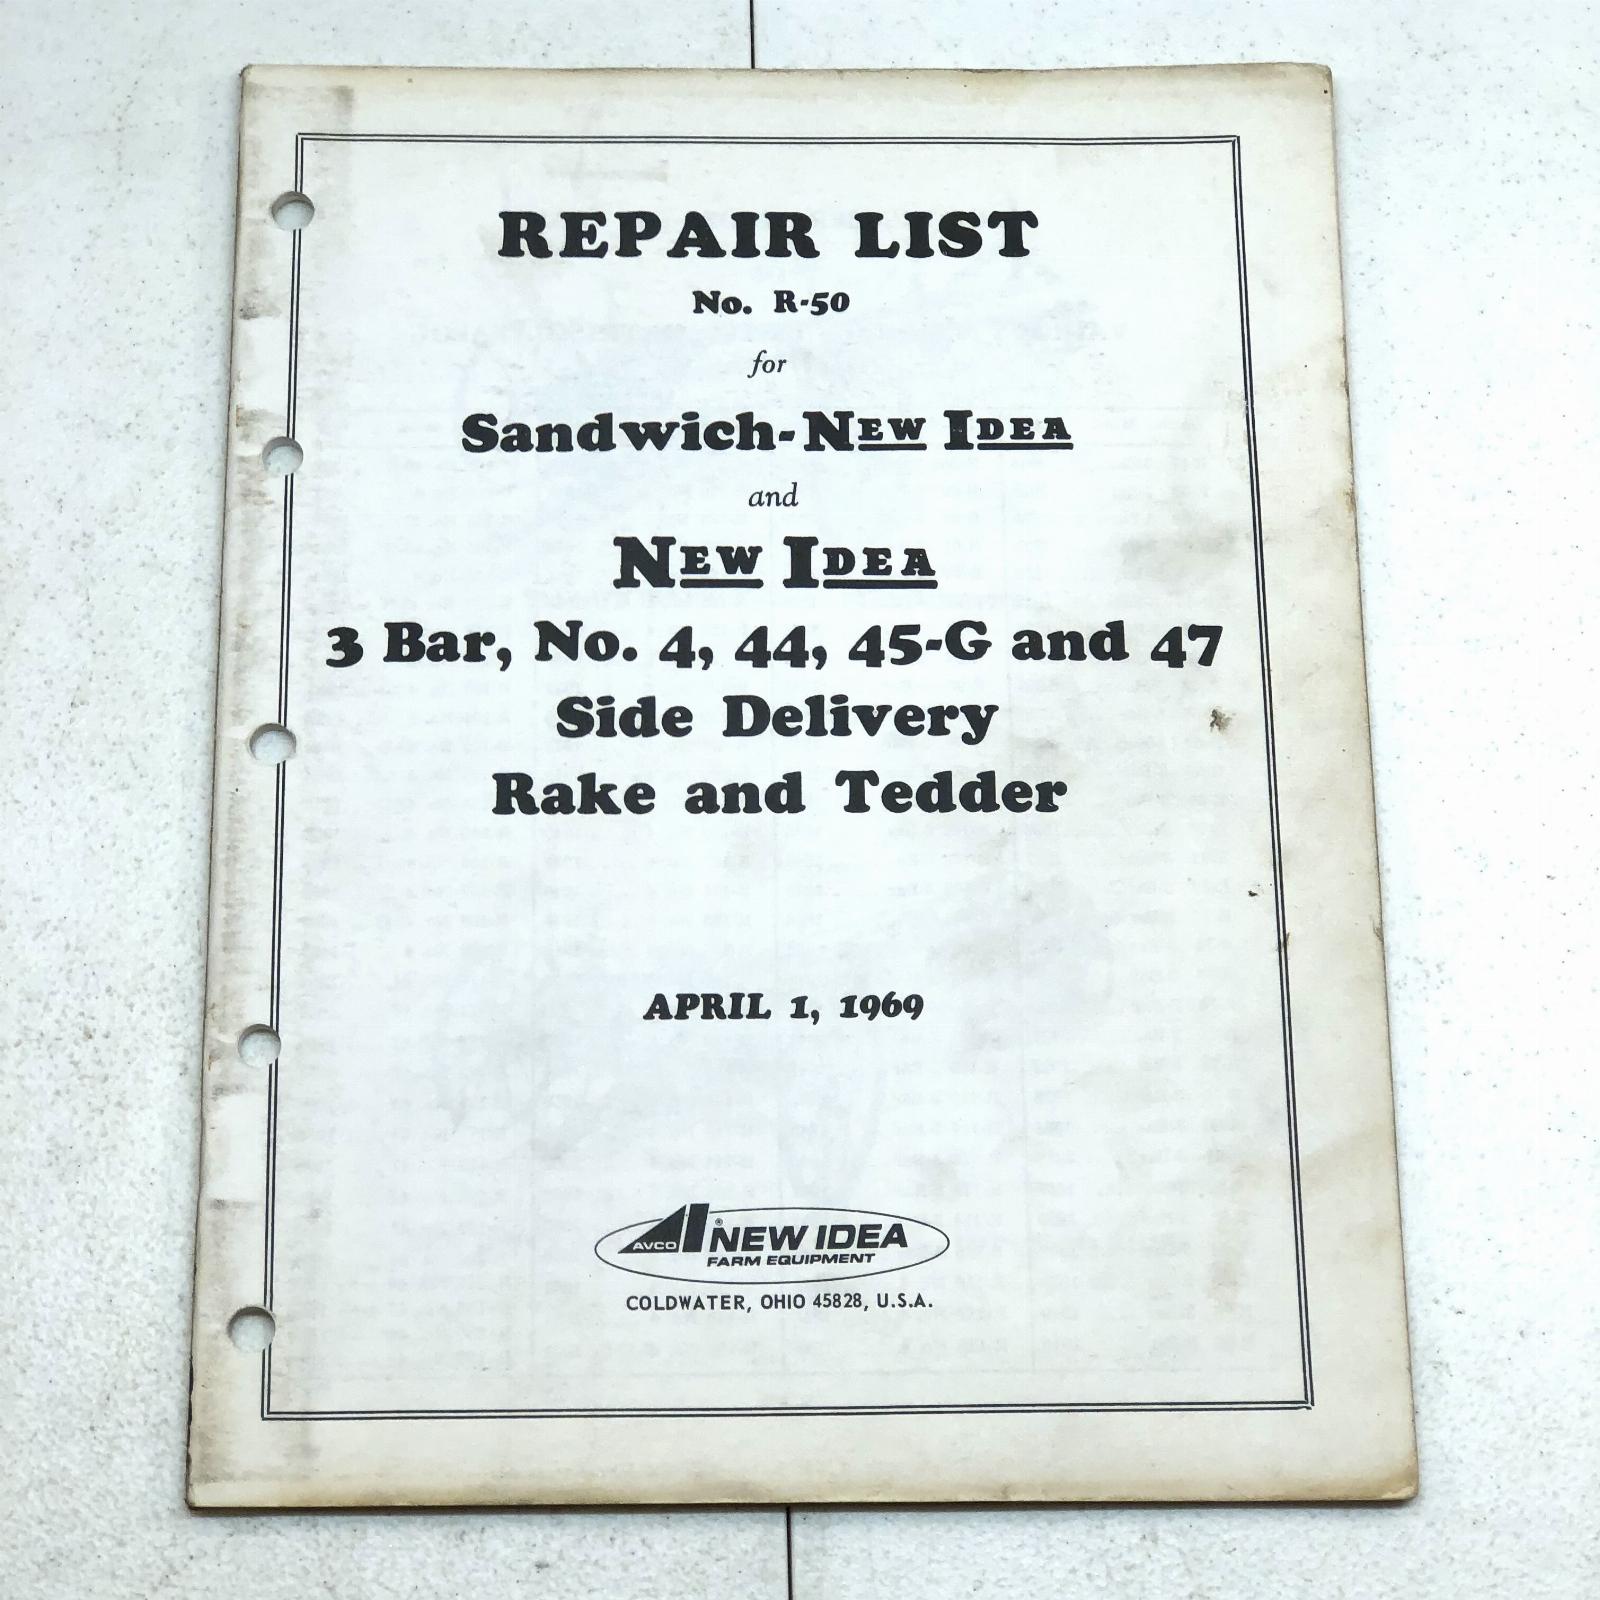 REPAIR LIST
No. R-50
for
Sandwich-NEW IDEA
and
NEW IDEA
3 Bar, No. 4, 44, 45-G and 47
Side Delivery
Rake and Tedder
APRIL 1, 1969
AVCO ® NEW IDEA
FARM EQUIPMENT
COLDWATER, OHIO 45828, U.S.A.